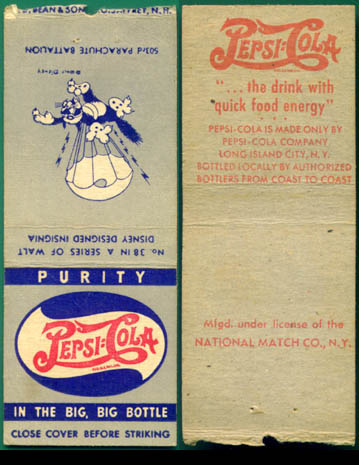 503rd PARACHUTE BATTALION
© Walt Disney
No. 38 IN A SERIES OF WALT
DISNEY DESIGNED INSIGNIA
PURITY
PEPSI-COLA
IN THE BIG, BIG BOTTLE
CLOSE COVER BEFORE STRIKING
PEPSI-COLA
"... the drink with
quick food energy"
PEPSI-COLA IS MADE ONLY BY
PEPSI-COLA COMPANY
LONG ISLAND CITY, N.Y.
BOTTLED LOCALLY BY AUTHORIZED
BOTTLERS FROM COAST TO COAST
Mfgd. under license of the
NATIONAL MATCH CO., N.Y.